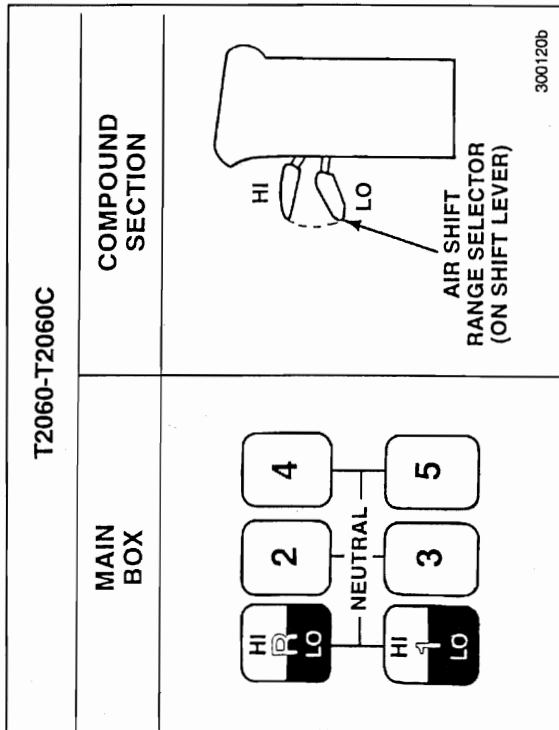 T2060-T2060C
MAIN
BOX
COMPOUND
SECTION
HI
R
LO
2
4
NEUTRAL
HI
1
LO
3
5
HI
LO
AIR SHIFT
RANGE SELECTOR
(ON SHIFT LEVER)
300120b